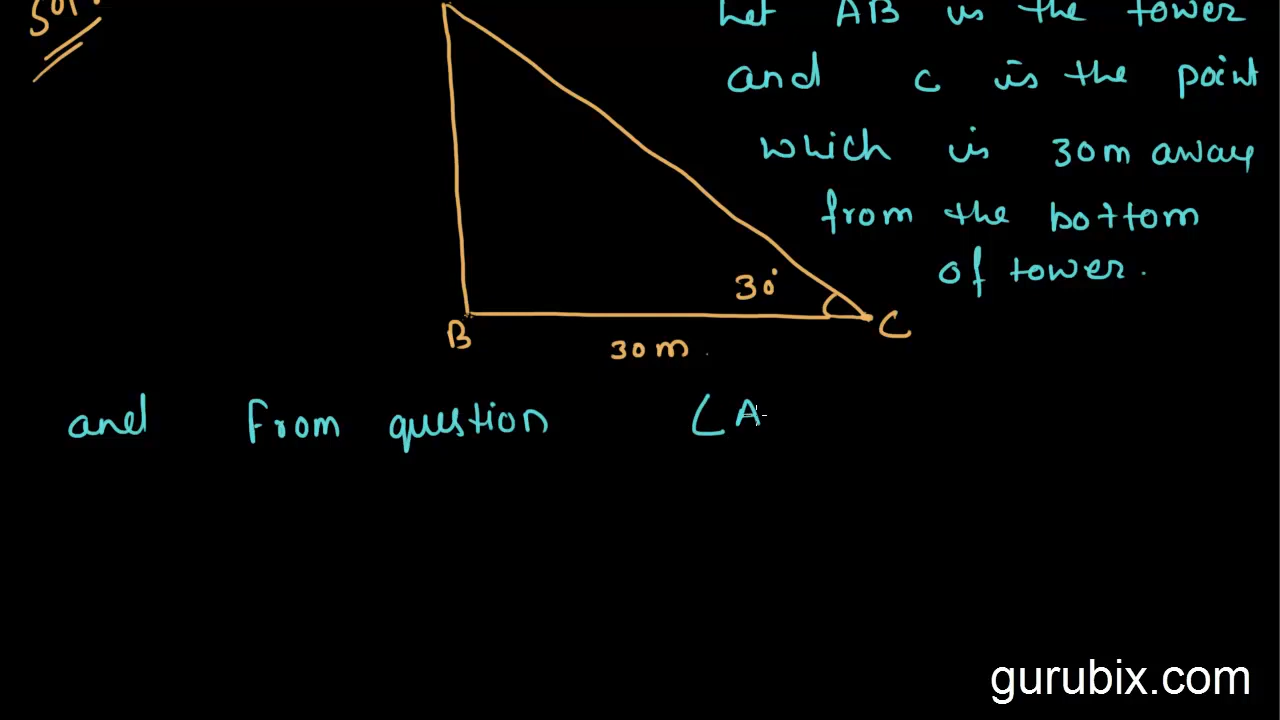 Soln.
Let AB is the tower
and C is the point
which is 30m away
from the bottom
of tower.
30°
B
C
30m
and From question ∠A
gurubix.com